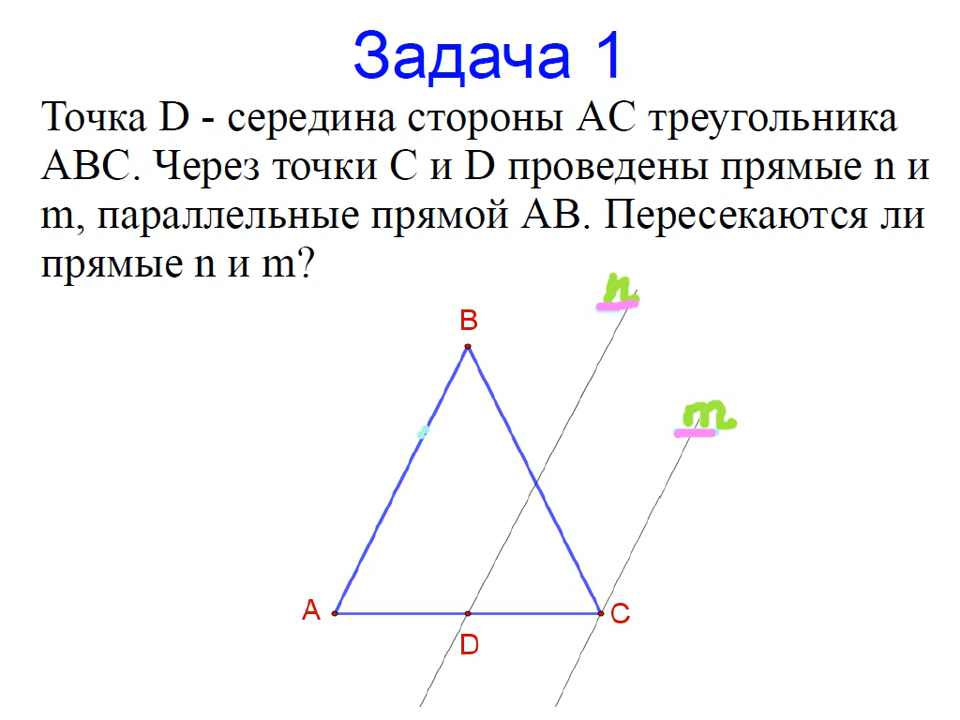 Задача 1
Точка D - середина стороны АС треугольника
АВС. Через точки С и D проведены прямые n и
m, параллельные прямой АВ. Пересекаются ли
прямые n и m?
n
B
m
A
C
D